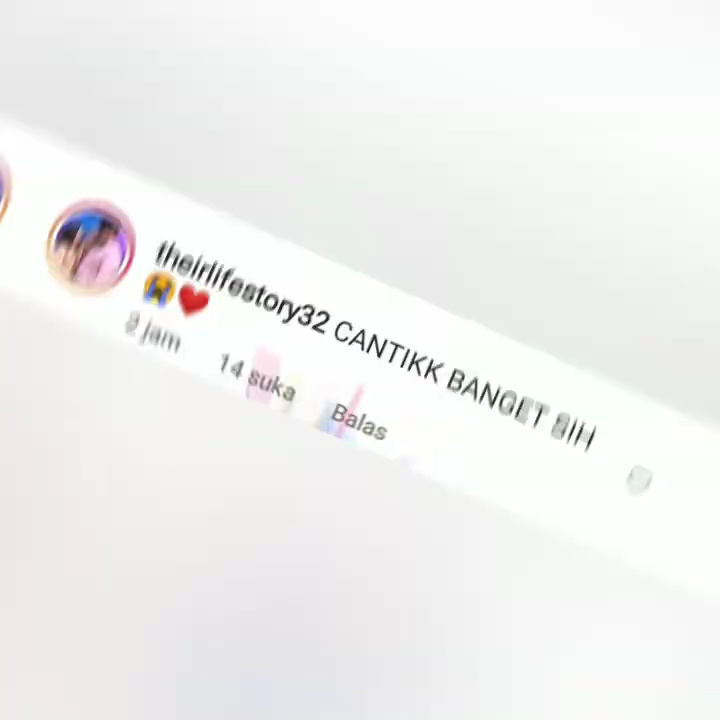 theirlifestory32 CANTIKK BANGET SIH
😭❤️
2 jam 14 suka Balas